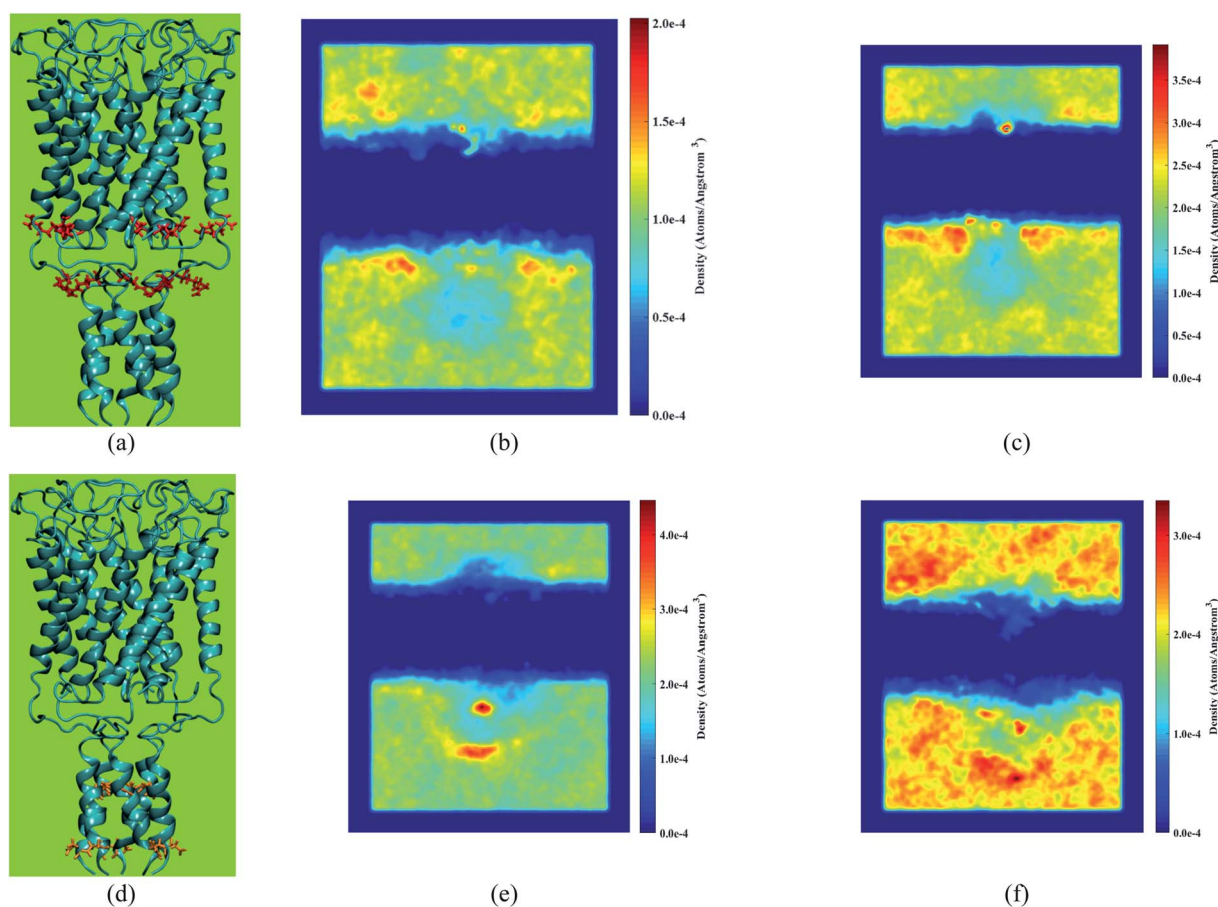 2.0e-4
1.5e-4
1.0e-4
0.5e-4
0.0e-4
Density (Atoms/Angstrom ³)
3.5e-4
3.0e-4
2.5e-4
2.0e-4
1.5e-4
1.0e-4
0.5e-4
0.0e-4
Density (Atoms/Angstrom³)
(a)
(b)
(c)
4.0e-4
3.0e-4
2.0e-4
1.0e-4
0.0e-4
Density (Atoms/Angstrom³)
3.0e-4
2.0e-4
1.0e-4
0.0e-4
Density (Atoms/Angstrom³)
(d)
(e)
(f)